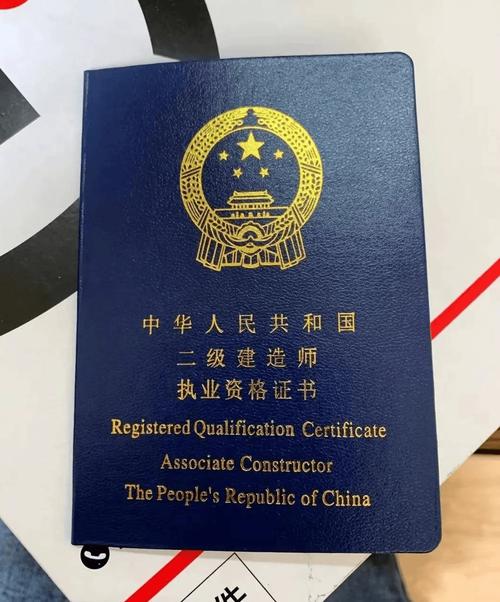 中华人民共和国
二级建造师
执业资格证书
Registered Qualification Certificate
Associate Constructor
The People's Republic of China
件